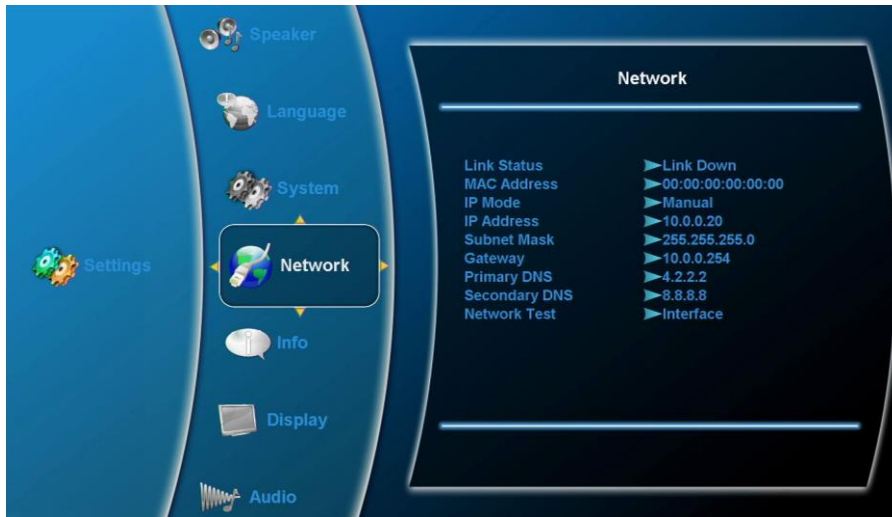 Settings
Speaker
Language
System
Network
Info
Display
Audio
Network
Link Status Link Down
MAC Address 00:00:00:00:00:00
IP Mode Manual
IP Address 10.0.0.20
Subnet Mask 255.255.255.0
Gateway 10.0.0.254
Primary DNS 4.2.2.2
Secondary DNS 8.8.8.8
Network Test Interface